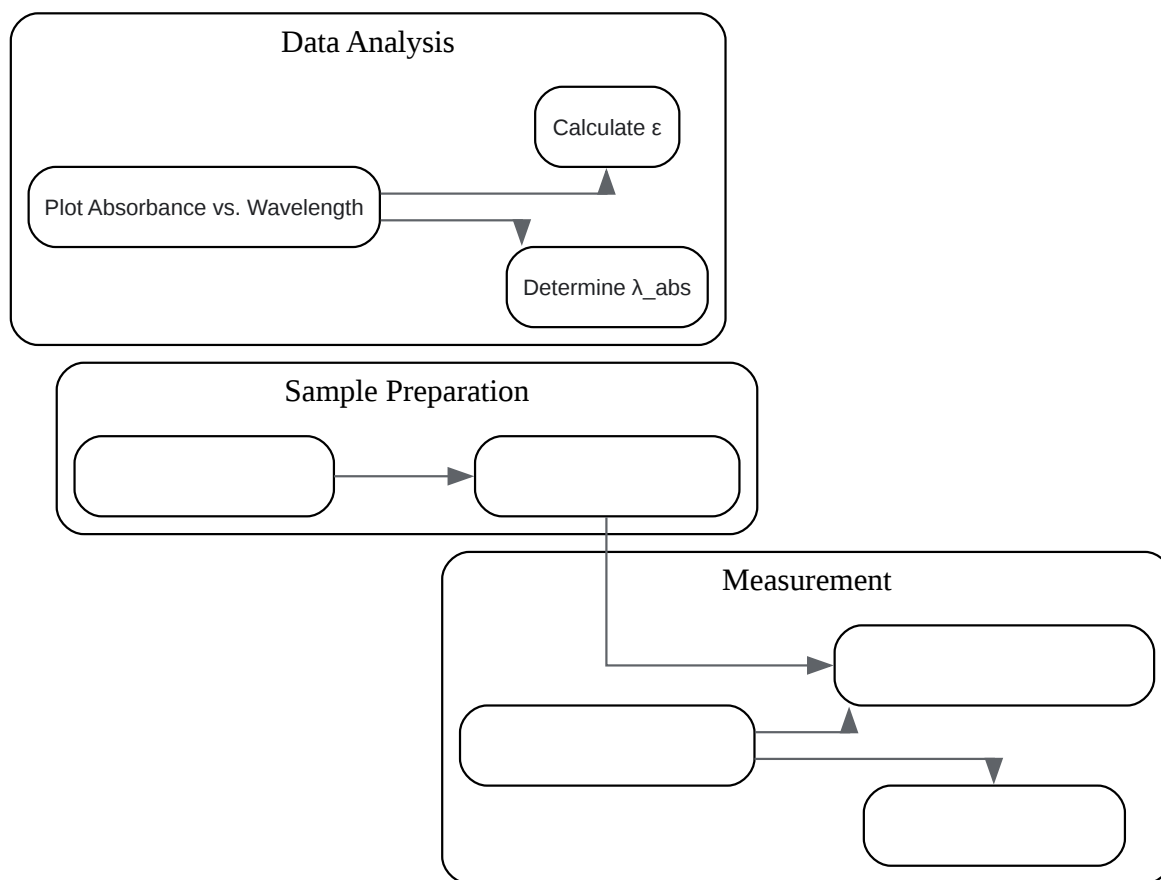 Data Analysis
Calculate ε
Plot Absorbance vs. Wavelength
Determine λ_abs
Sample Preparation
Measurement